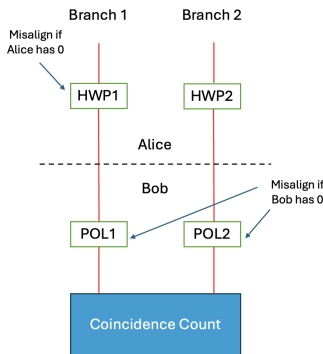 Branch 1
Branch 2
Misalign if
Alice has 0
HWP1
HWP2
Alice
Bob
Misalign if
Bob has 0
POL1
POL2
Coincidence Count